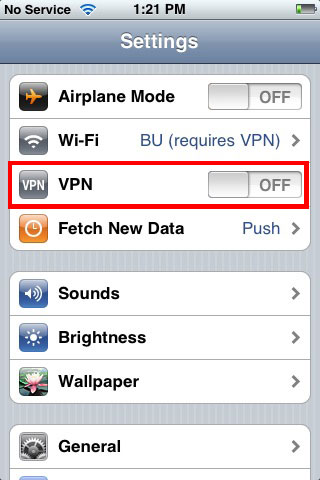 No Service 1:21 PM
Settings
Airplane Mode OFF
Wi-Fi BU (requires VPN)
VPN VPN OFF
Fetch New Data Push
Sounds
Brightness
Wallpaper
General